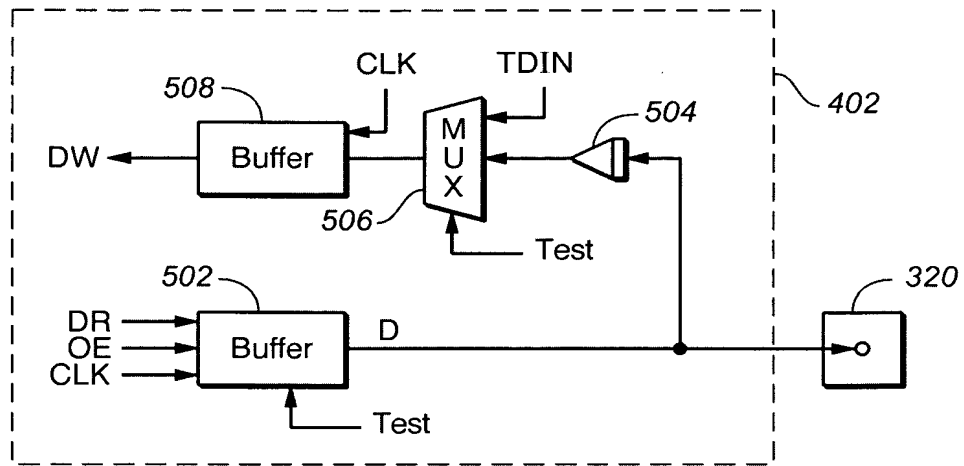 CLK
TDIN
508
504
402
DW
Buffer
M
U
X
506
Test
502
320
DR
OE
CLK
Buffer
D
Test